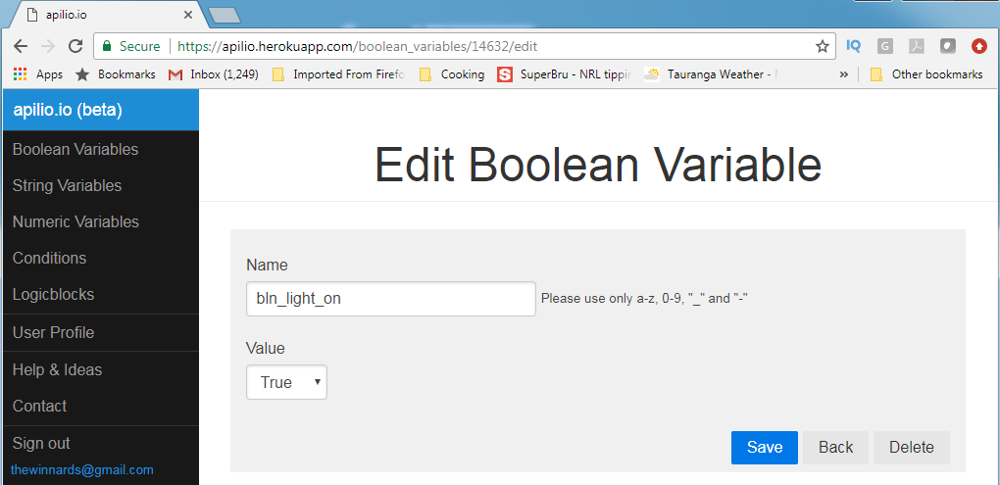 apilio.io
Secure https://apilio.herokuapp.com/boolean_variables/14632/edit
IQ G
Apps Bookmarks Inbox (1,249) Imported From Firefo Cooking S SuperBru - NRL tippin Tauranga Weather - » Other bookmarks
apilio.io (beta)
Boolean Variables
String Variables
Numeric Variables
Conditions
Logicblocks
User Profile
Help & Ideas
Contact
Sign out
thewinnards@gmail.com
Edit Boolean Variable
Name
bln_light_on Please use only a-z, 0-9, "_" and "-"
Value
True
Save Back Delete